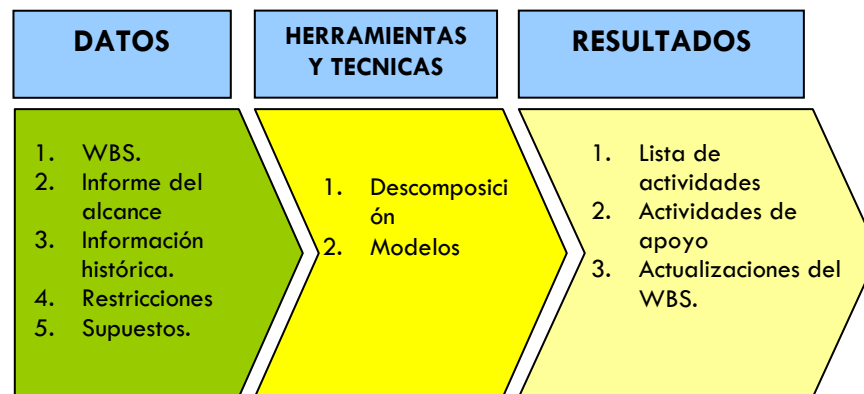 DATOS
1. WBS.
2. Informe del
alcance
3. Información
histórica.
4. Restricciones
5. Supuestos.
HERRAMIENTAS
Y TECNICAS
1. Descomposici
ón
2. Modelos
RESULTADOS
1. Lista de
actividades
2. Actividades de
apoyo
3. Actualizaciones del
WBS.